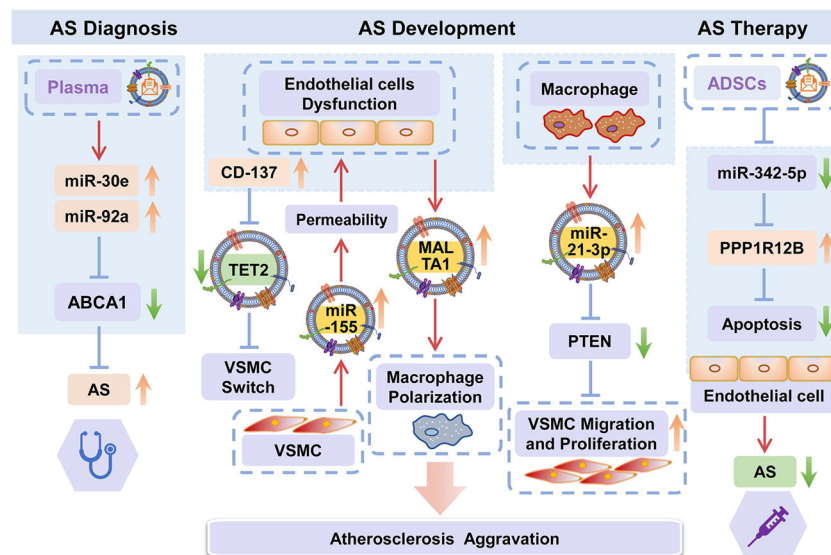 AS Diagnosis
AS Development
AS Therapy
Plasma
miR-30e
miR-92a
ABCA1
AS
Endothelial cells
Dysfunction
CD-137
TET2
VSMC
Switch
Permeability
miR
-155
VSMC
MAL
TA1
Macrophage
Polarization
Macrophage
miR-
21-3p
PTEN
VSMC Migration
and Proliferation
Atherosclerosis Aggravation
ADSCs
miR-342-5p
PPP1R12B
Apoptosis
Endothelial cell
AS